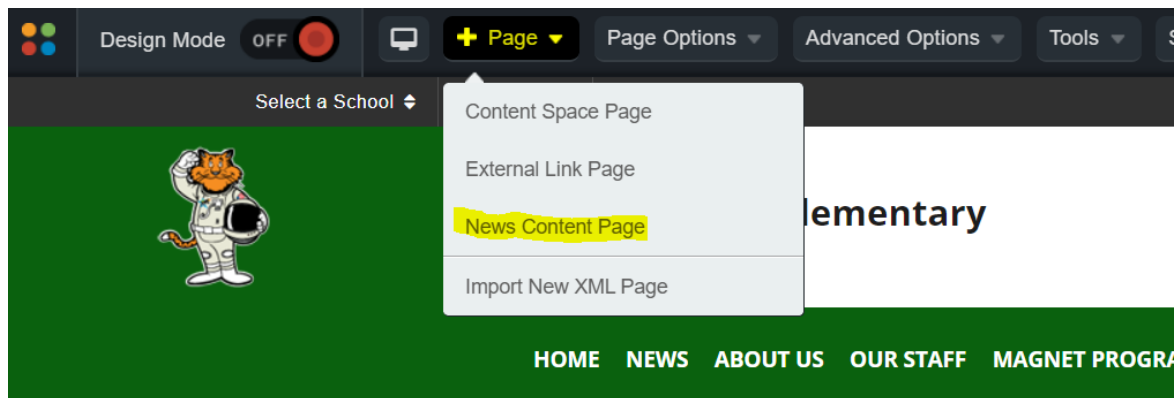 Design Mode OFF + Page Page Options Advanced Options Tools S
Select a School
Content Space Page
External Link Page
News Content Page
Import New XML Page
lementary
HOME NEWS ABOUT US OUR STAFF MAGNET PROGRA